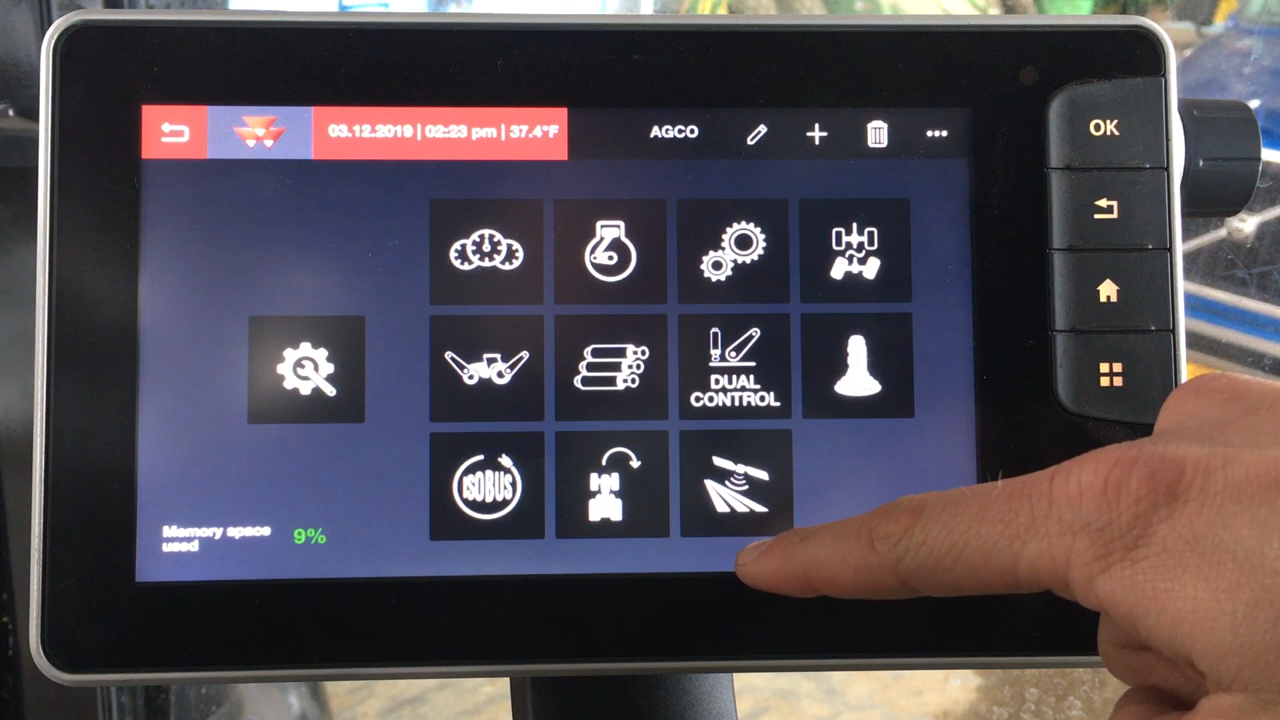 03.12.2019 | 02:23 pm | 37.4°F
AGCO
OK
DUAL
CONTROL
ISOBUS
Memory space
used
9%